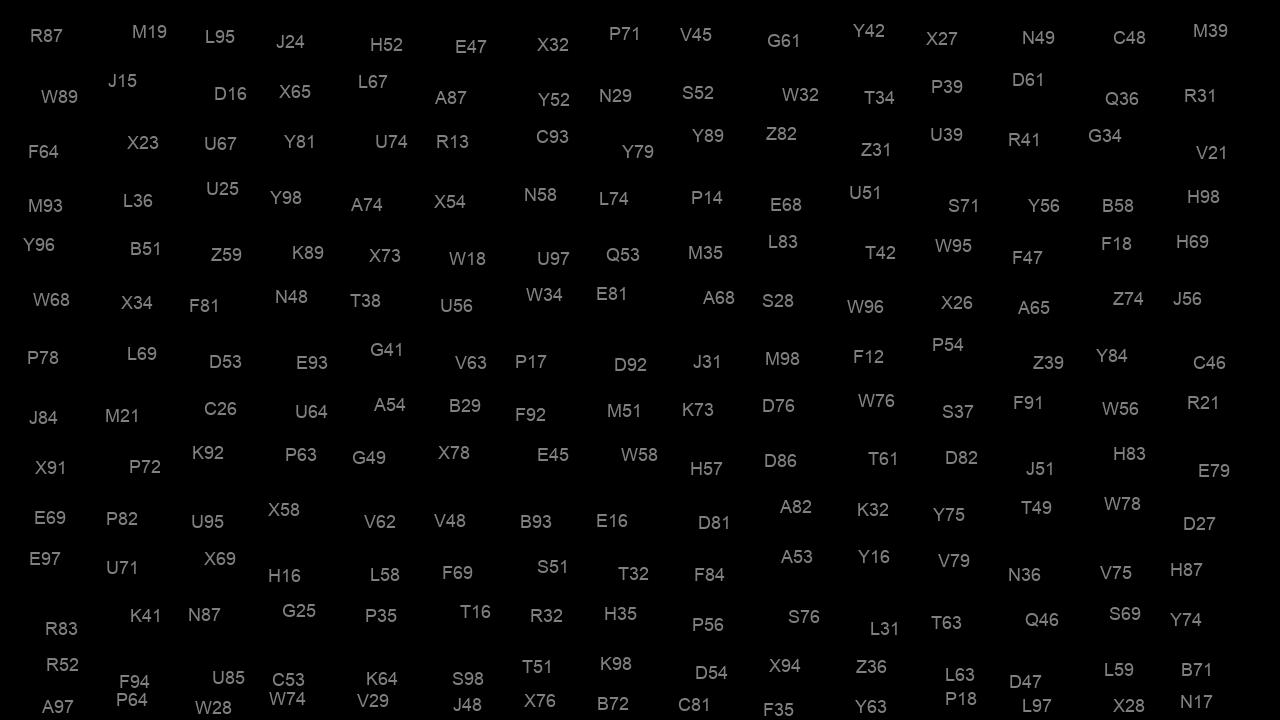 R87 M19 L95 J24 H52 E47 X32 P71 V45 G61 Y42 X27 N49 C48 M39
W89 J15 D16 X65 L67 A87 Y52 N29 S52 W32 T34 P39 D61 Q36 R31
F64 X23 U67 Y81 U74 R13 C93 Y79 Y89 Z82 Z31 U39 R41 G34 V21
M93 L36 U25 Y98 A74 X54 N58 L74 P14 E68 U51 S71 Y56 B58 H98
Y96 B51 Z59 K89 X73 W18 U97 Q53 M35 L83 T42 W95 F47 F18 H69
W68 X34 F81 N48 T38 U56 W34 E81 A68 S28 W96 X26 A65 Z74 J56
P78 L69 D53 E93 G41 V63 P17 D92 J31 M98 F12 P54 Z39 Y84 C46
J84 M21 C26 U64 A54 B29 F92 M51 K73 D76 W76 S37 F91 W56 R21
X91 P72 K92 P63 G49 X78 E45 W58 H57 D86 T61 D82 J51 H83 E79
E69 P82 U95 X58 V62 V48 B93 E16 D81 A82 K32 Y75 T49 W78 D27
E97 U71 X69 H16 L58 F69 S51 T32 F84 A53 Y16 V79 N36 V75 H87
R83 K41 N87 G25 P35 T16 R32 H35 P56 S76 L31 T63 Q46 S69 Y74
R52 F94 U85 C53 K64 S98 T51 K98 D54 X94 Z36 L63 D47 L59 B71
A97 P64 W28 W74 V29 J48 X76 B72 C81 F35 Y63 P18 L97 X28 N17